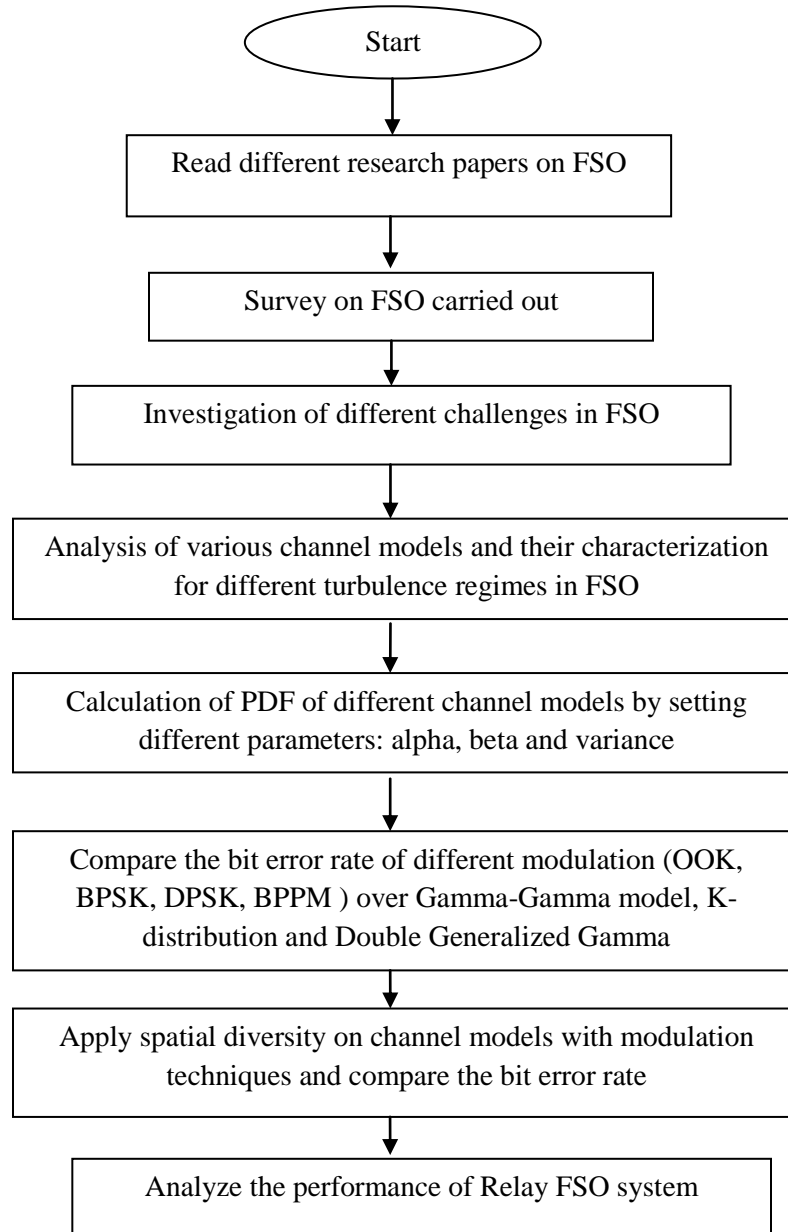 Start
Read different research papers on FSO
Survey on FSO carried out
Investigation of different challenges in FSO
Analysis of various channel models and their characterization
for different turbulence regimes in FSO
Calculation of PDF of different channel models by setting
different parameters: alpha, beta and variance
Compare the bit error rate of different modulation (OOK,
BPSK, DPSK, BPPM ) over Gamma-Gamma model, K-
distribution and Double Generalized Gamma
Apply spatial diversity on channel models with modulation
techniques and compare the bit error rate
Analyze the performance of Relay FSO system